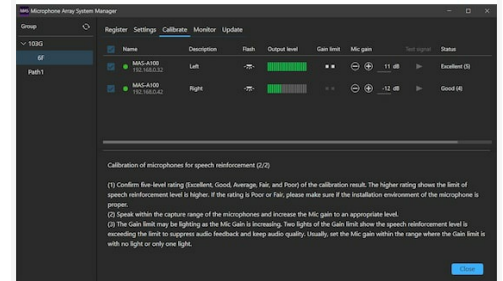 MAS Microphone Array System Manager
Group
Register Settings Calibrate Monitor Update
103G
6F
Path1
Name Description Flash Output level Gain limit Mic gain Test signal Status
MAS-A100 Left 11 dB Excellent (5)
192.168.0.32
MAS-A100 Right -12 dB Good (4)
192.168.0.42
Calibration of microphones for speech reinforcement (2/2)
(1) Confirm five-level rating (Excellent, Good, Average, Fair, and Poor) of the calibration result. The higher rating shows the limit of
speech reinforcement level is higher. If the rating is Poor or Fair, please make sure if the installation environment of the microphone is
proper.
(2) Speak within the capture range of the microphones and increase the Mic gain to an appropriate level.
(3) The Gain limit may be lighting as the Mic Gain is increasing. Two lights of the Gain limit show the speech reinforcement level is
exceeding the limit to suppress audio feedback and keep audio quality. Usually, set the Mic gain within the range where the Gain limit is
with no light or only one light.
Close